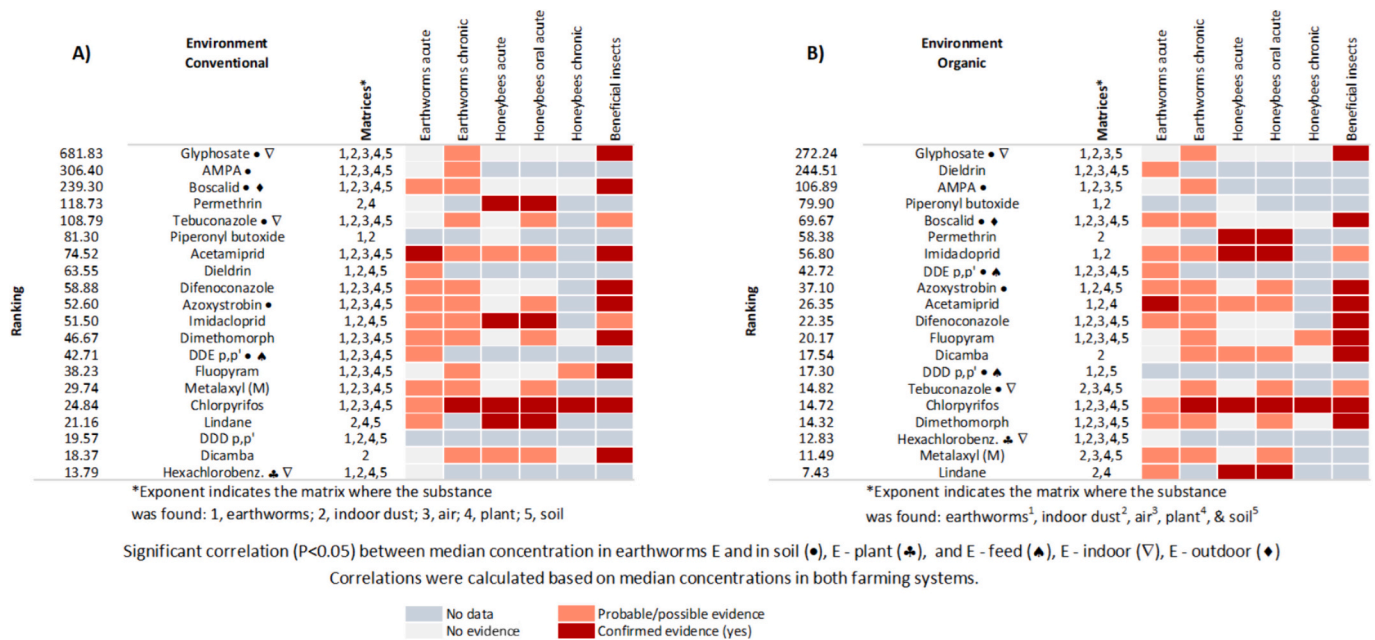 A)
Environment
Conventional
Matrices*
Earthworms acute
Earthworms chronic
Honeybees acute
Honeybees oral acute
Honeybees chronic
Beneficial insects
Ranking
681.83 Glyphosate ● ▽ 1,2,3,4,5
306.40 AMPA ● 1,2,3,4,5
239.30 Boscalid ● ♦ 1,2,3,4,5
118.73 Permethrin 2,4
108.79 Tebuconazole ● ▽ 1,2,3,4,5
81.30 Piperonyl butoxide 1,2
74.52 Acetamiprid 1,2,3,4,5
63.55 Dieldrin 1,2,4,5
58.88 Difenoconazole 1,2,3,4,5
52.60 Azoxystrobin ● 1,2,3,4,5
51.50 Imidacloprid 1,2,4,5
46.67 Dimethomorph 1,2,3,4,5
42.71 DDE p,p' ● ♠ 1,2,3,4,5
38.23 Fluopyram 1,2,3,4,5
29.74 Metalaxyl (M) 1,2,3,4,5
24.84 Chlorpyrifos 1,2,3,4,5
21.16 Lindane 2,4,5
19.57 DDD p,p' 1,2,4,5
18.37 Dicamba 2
13.79 Hexachlorobenz. ♣ ▽ 1,2,4,5
*Exponent indicates the matrix where the substance
was found: 1, earthworms; 2, indoor dust; 3, air; 4, plant; 5, soil
B)
Environment
Organic
Matrices*
Earthworms acute
Earthworms chronic
Honeybees acute
Honeybees oral acute
Honeybees chronic
Beneficial insects
Ranking
272.24 Glyphosate ● ▽ 1,2,3,5
244.51 Dieldrin 1,2,3,4,5
106.89 AMPA ● 1,2,3,5
79.90 Piperonyl butoxide 1,2
69.67 Boscalid ● ♦ 1,2,3,4,5
58.38 Permethrin 2
56.80 Imidacloprid 1,2
42.72 DDE p,p' ● ♠ 1,2,3,4,5
37.10 Azoxystrobin ● 1,2,4,5
26.35 Acetamiprid 1,2,4
22.35 Difenoconazole 1,2,3,4,5
20.17 Fluopyram 1,2,3,4,5
17.54 Dicamba 2
17.30 DDD p,p' ● ♠ 1,2,5
14.82 Tebuconazole ● ▽ 2,3,4,5
14.72 Chlorpyrifos 1,2,3,4,5
14.32 Dimethomorph 1,2,3,4,5
12.83 Hexachlorobenz. ♣ ▽ 1,2,3,4,5
11.49 Metalaxyl (M) 2,3,4,5
7.43 Lindane 2,4
*Exponent indicates the matrix where the substance
was found: earthworms¹, indoor dust², air³, plant⁴, & soil⁵
Significant correlation (P<0.05) between median concentration in earthworms E and in soil (●), E - plant (♣), and E - feed (♠), E - indoor (▽), E - outdoor (♦)
Correlations were calculated based on median concentrations in both farming systems.
No data
Probable/possible evidence
No evidence
Confirmed evidence (yes)